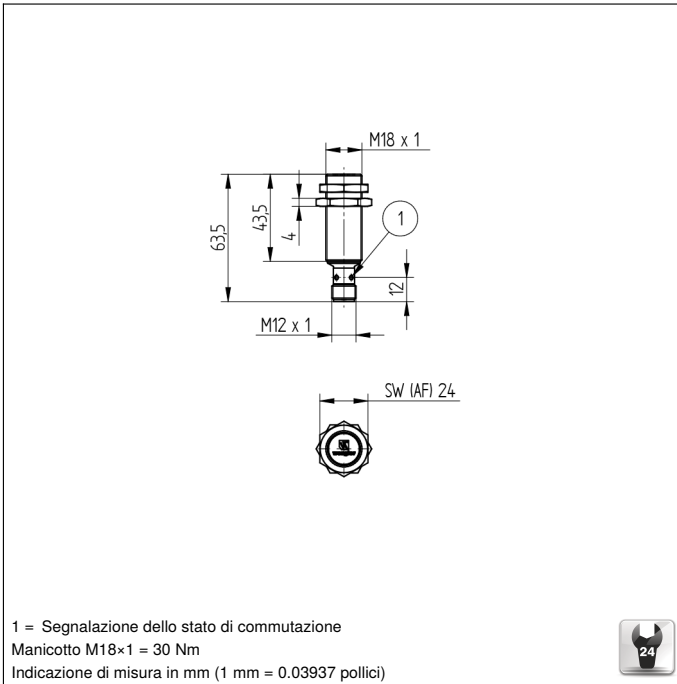 M18 x 1
63,5
43,5
4
1
12
M12 x 1
SW (AF) 24
1 = Segnalazione dello stato di commutazione
Manicotto M18×1 = 30 Nm
Indicazione di misura in mm (1 mm = 0.03937 pollici)
24